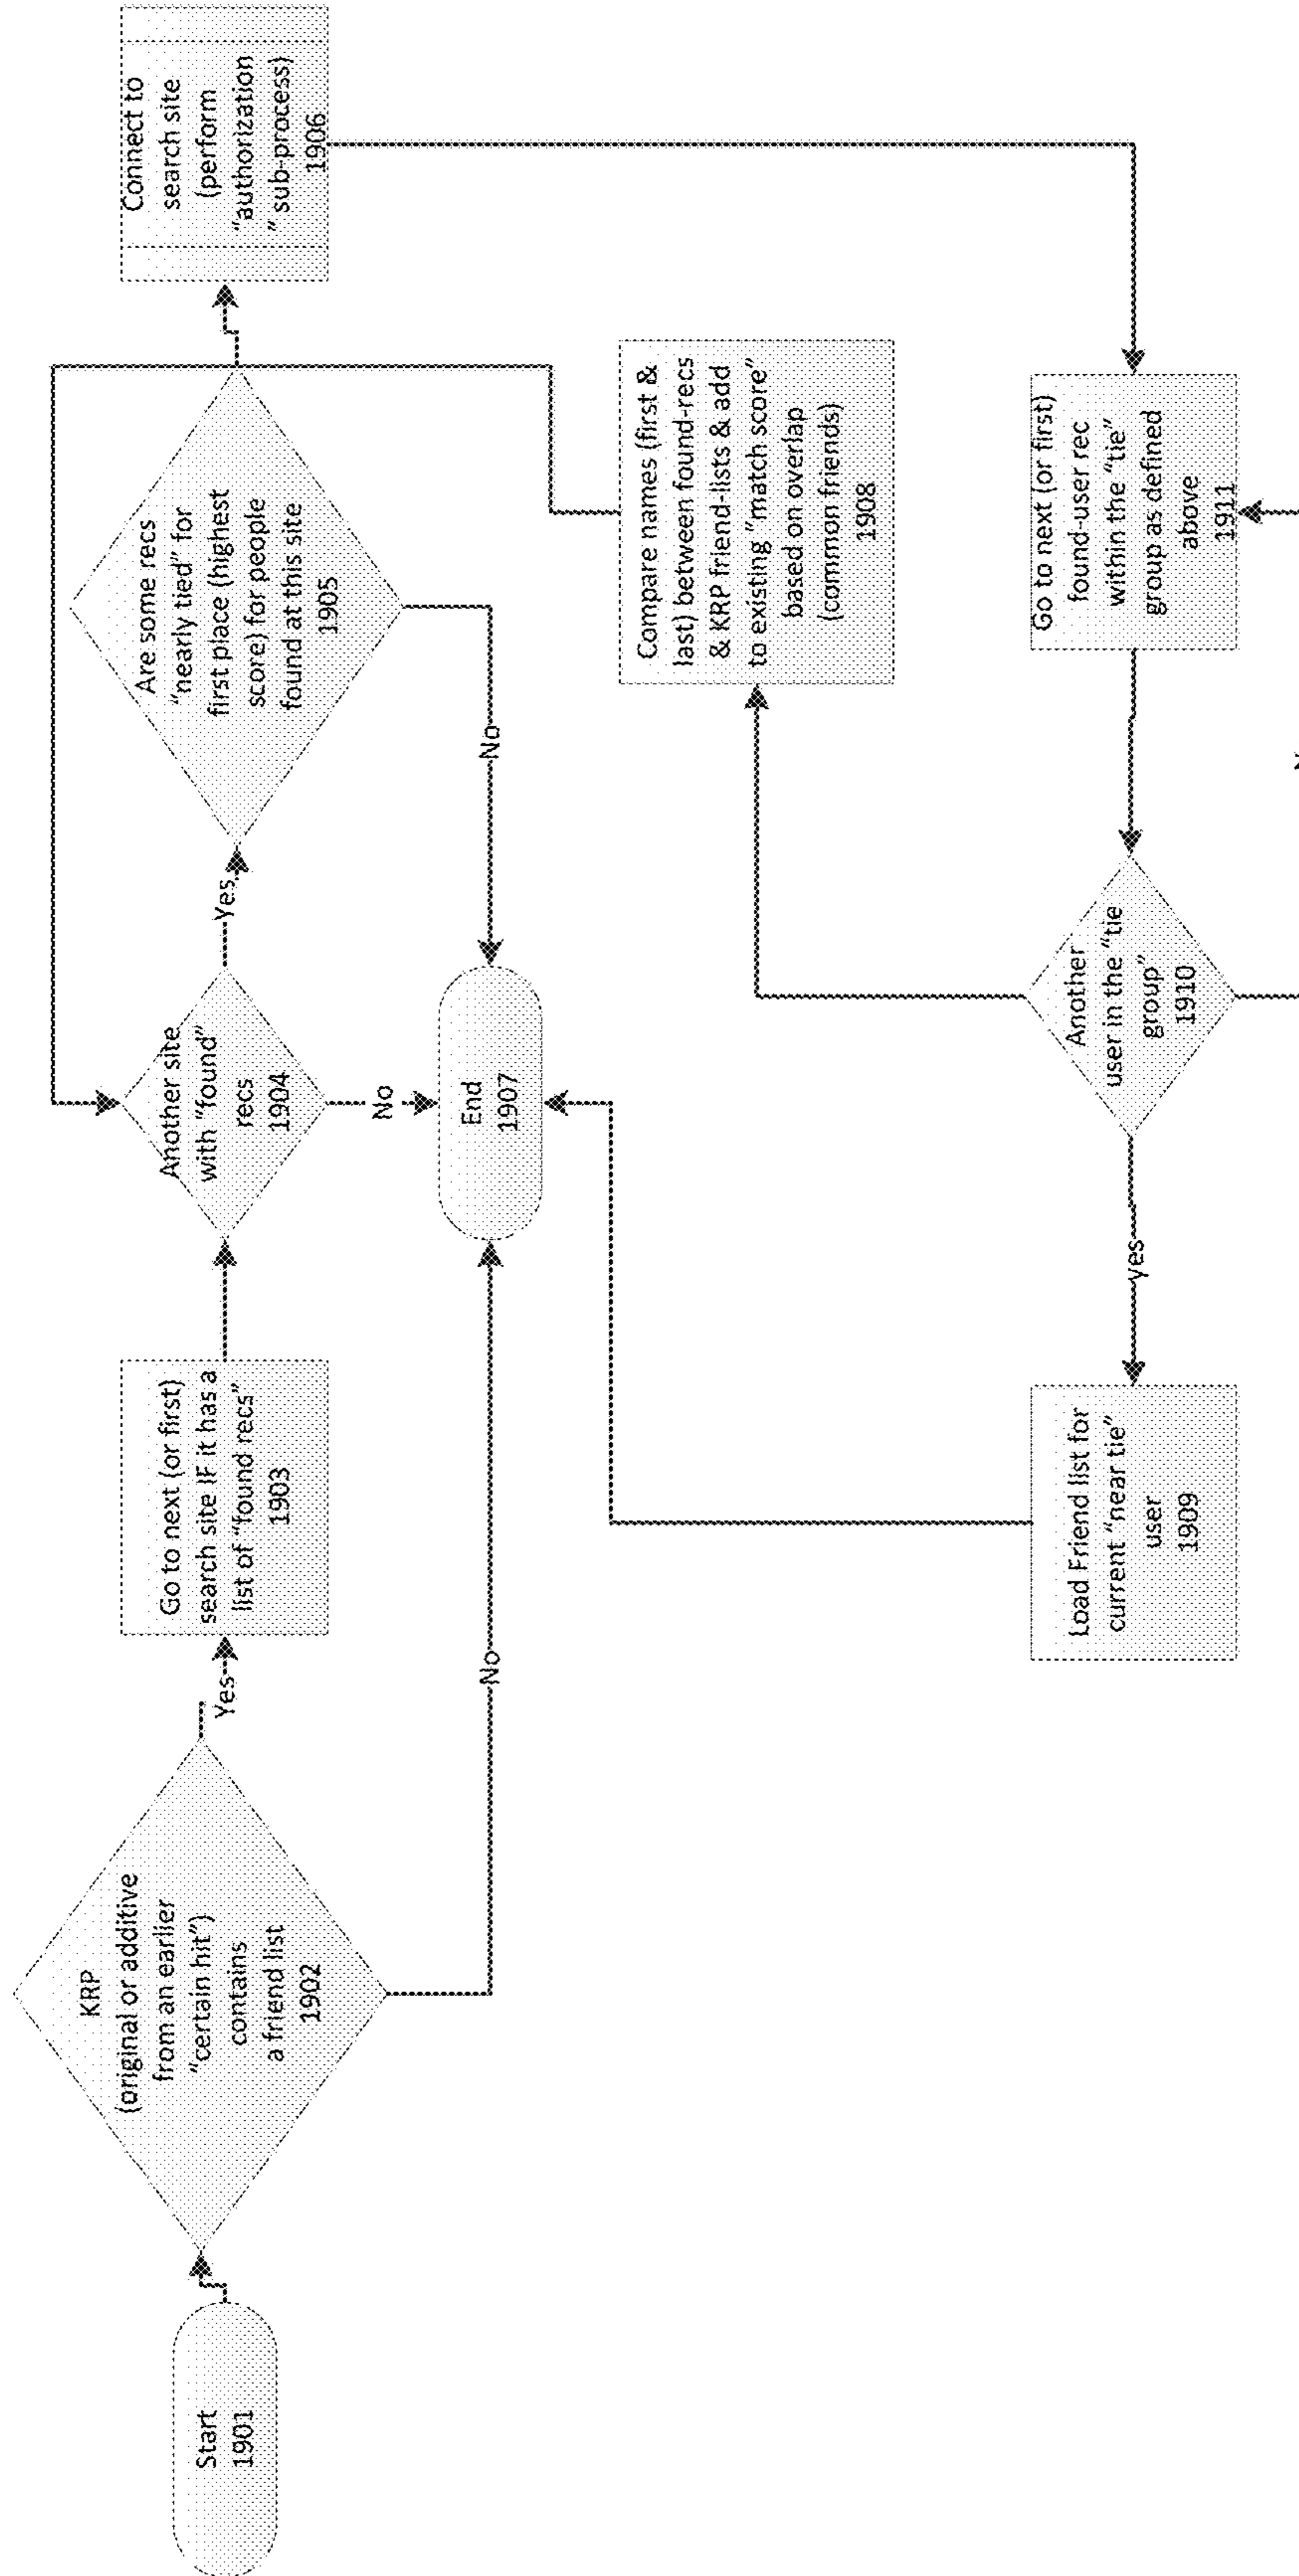 Start
1901
KRP
(original or additive
from an earlier
"certain hit")
contains
a friend list
1902
Yes
No
Go to next (or first)
search site IF it has a
list of "found recs"
1903
Another site
with "found"
recs
1904
Yes
No
Are some recs
"nearly tied" for
first place (highest
score) for people
found at this site
1905
No
Connect to
search site
(perform
"authorization
" sub-process)
1906
End
1907
Compare names (first &
last) between found-recs
& KRP friend-lists & add
to existing "match score"
based on overlap
(common friends)
1908
Load Friend list for
current "near tie"
user
1909
yes
Another
user in the "tie
group"
1910
Go to next (or first)
found-user rec
within the "tie"
group as defined
above
1911